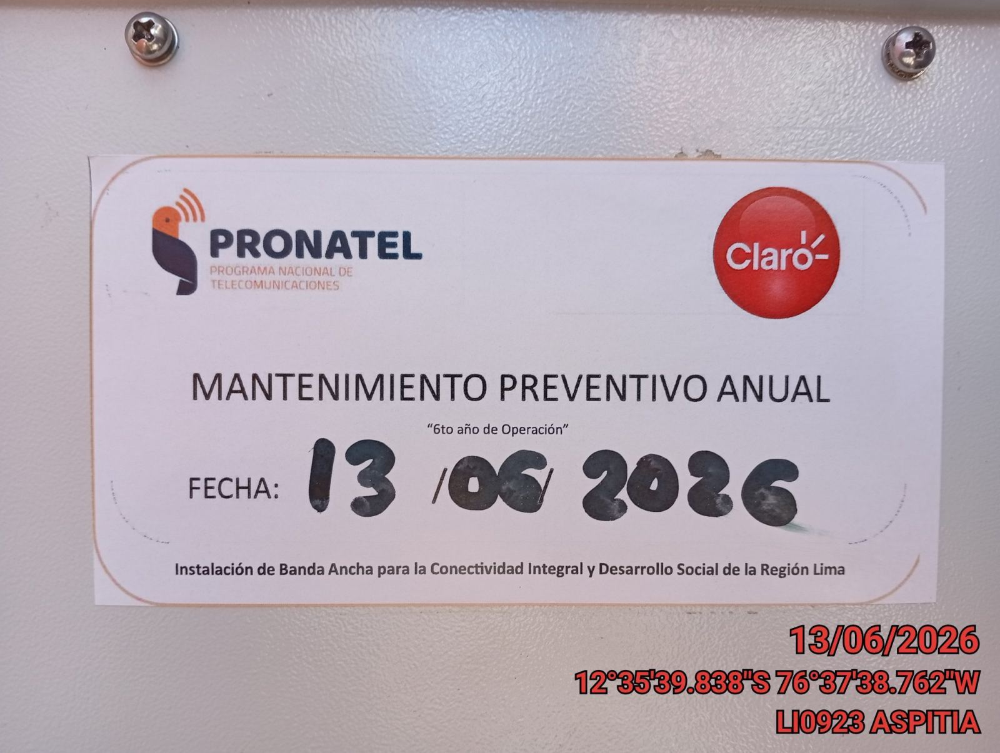 PRONATEL
PROGRAMA NACIONAL DE
TELECOMUNICACIONES
Claro
MANTENIMIENTO PREVENTIVO ANUAL
“6to año de Operación”
FECHA: 13 /06/ 2026
Instalación de Banda Ancha para la Conectividad Integral y Desarrollo Social de la Región Lima
13/06/2026
12°35'39.838"S 76°37'38.762"W
LI0923 ASPITIA